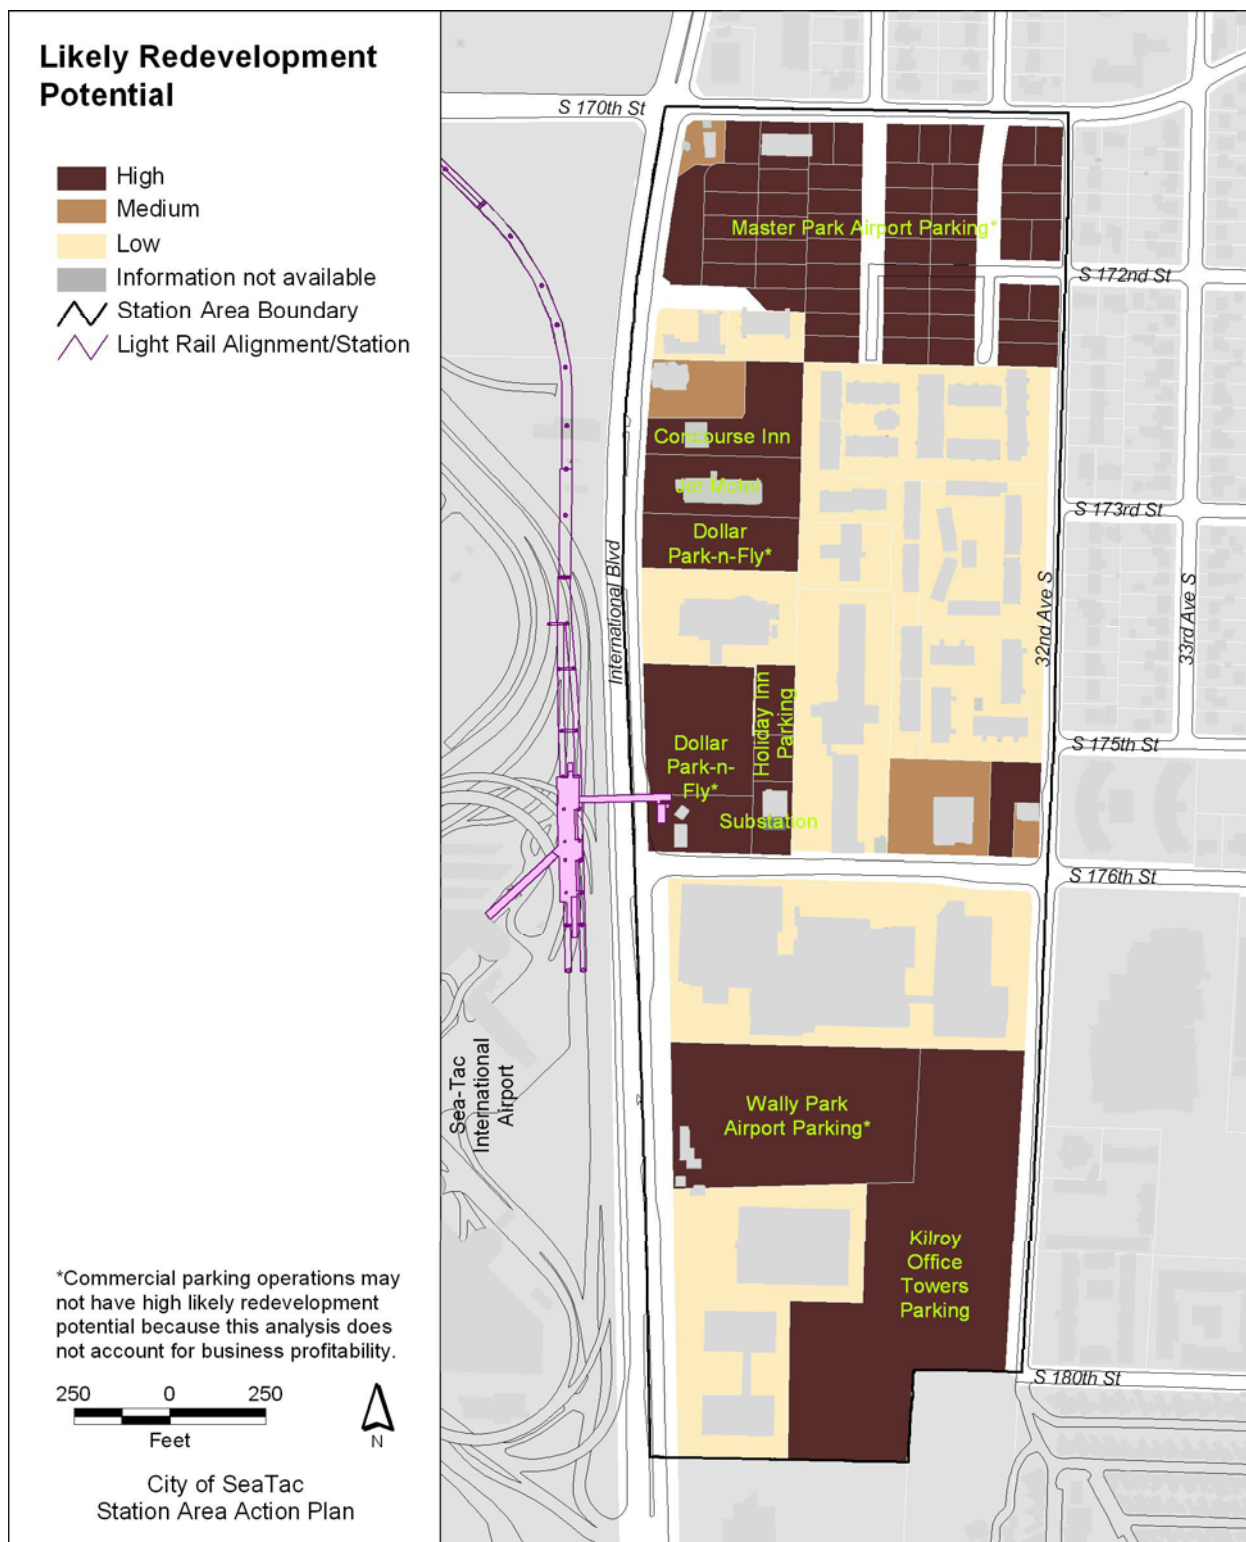 Likely Redevelopment
Potential
High
Medium
Low
Information not available
Station Area Boundary
Light Rail Alignment/Station
*Commercial parking operations may
not have high likely redevelopment
potential because this analysis does
not account for business profitability.
250 0 250
Feet
N
City of SeaTac
Station Area Action Plan
S 170th St
Master Park Airport Parking*
S 172nd St
Concourse Inn
Jet Motel
Dollar
Park-n-Fly*
S 173rd St
International Blvd
32nd Ave S
33rd Ave S
Holiday Inn
Parking
Dollar
Park-n-
Fly*
S 175th St
Substation
S 176th St
Sea-Tac
International
Airport
Wally Park
Airport Parking*
Kilroy
Office
Towers
Parking
S 180th St